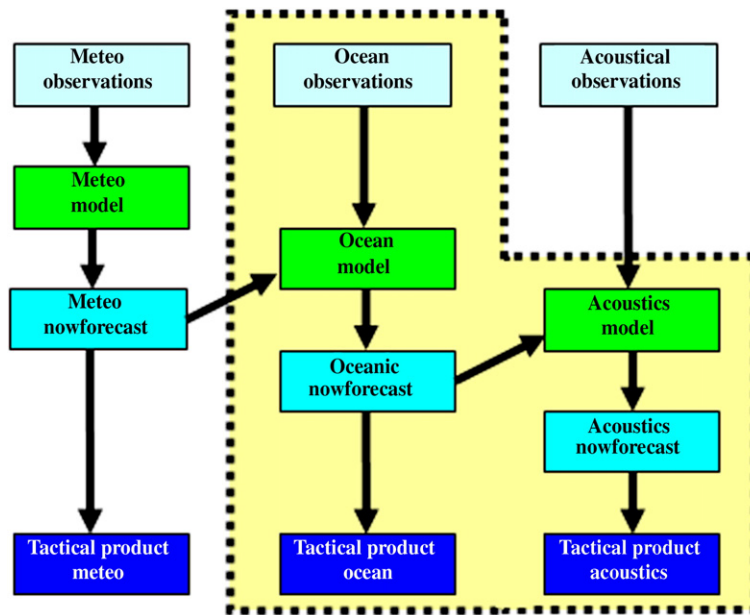 Meteo
observations
Ocean
observations
Acoustical
observations
Meteo
model
Ocean
model
Meteo
nowforecast
Acoustics
model
Oceanic
nowforecast
Acoustics
nowforecast
Tactical product
meteo
Tactical product
ocean
Tactical product
acoustics